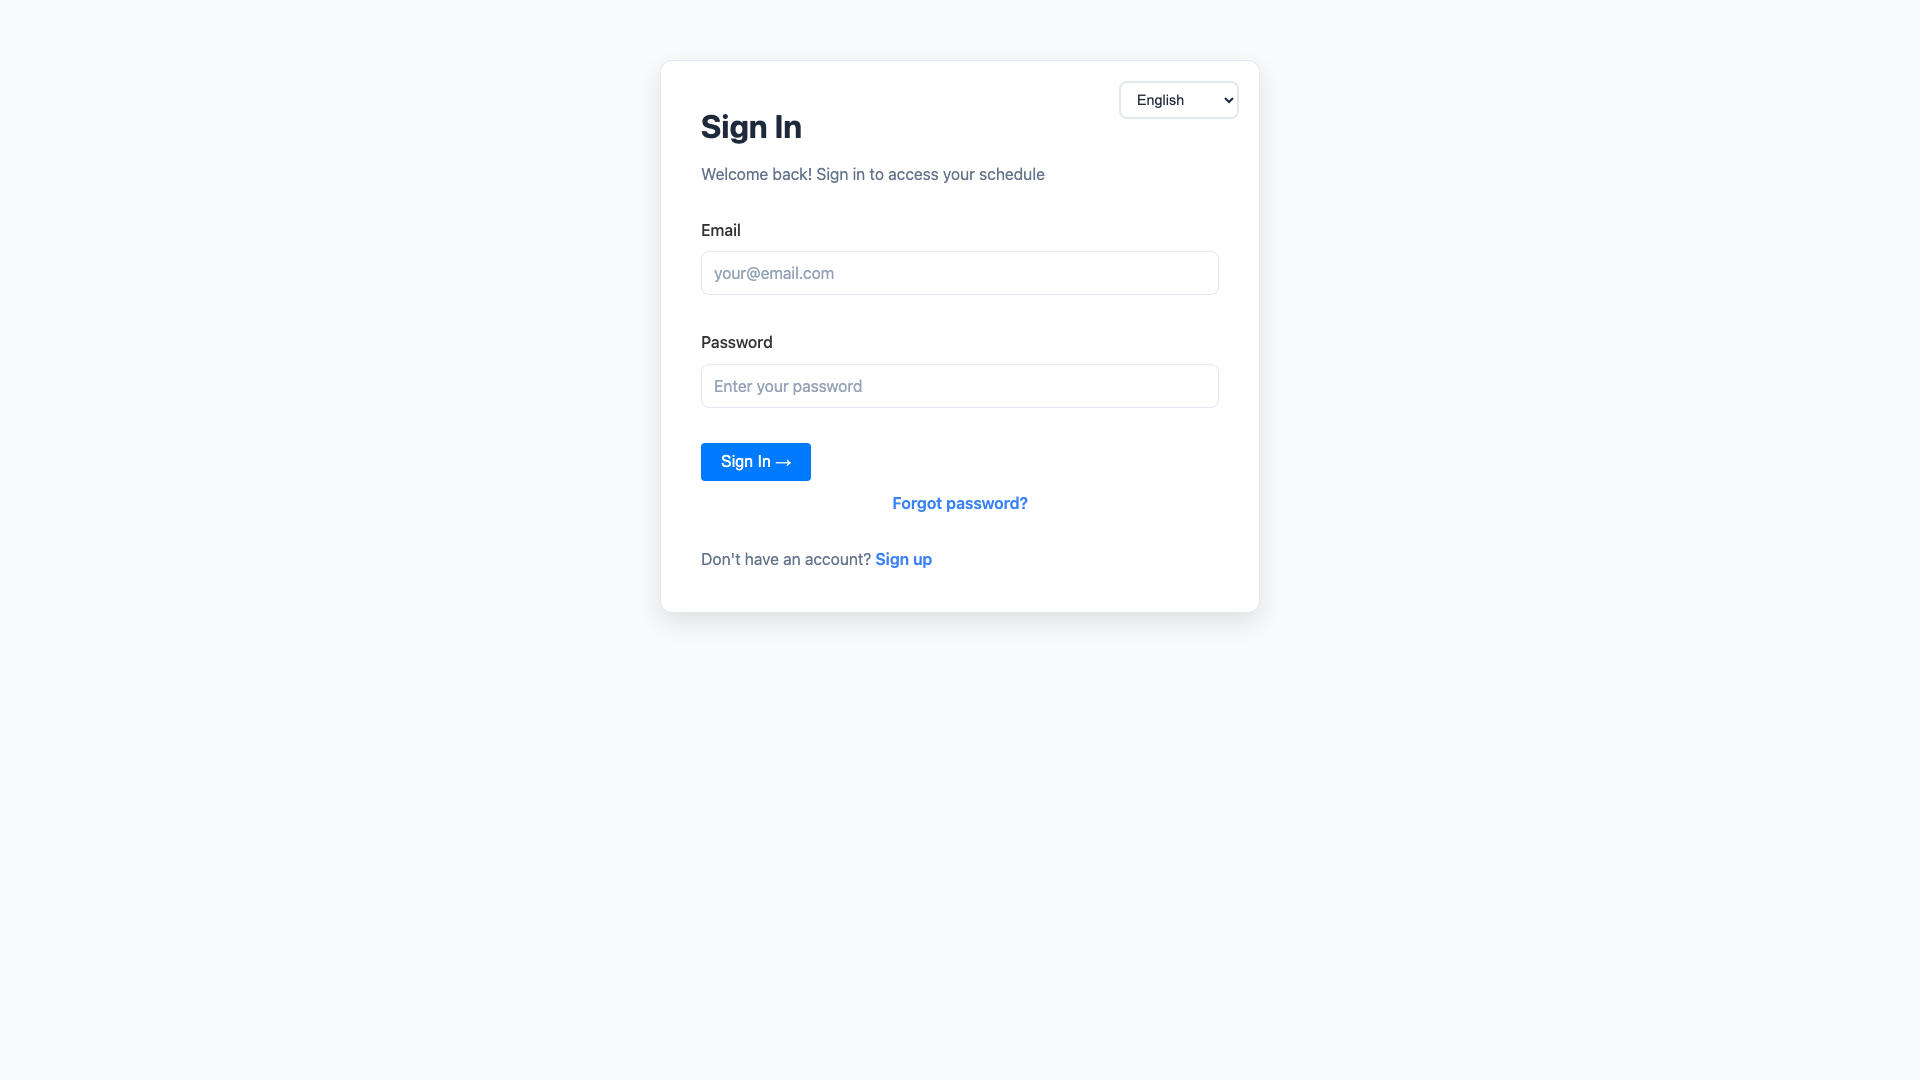 English
Sign In
Welcome back! Sign in to access your schedule
Email
your@email.com
Password
Enter your password
Sign In →
Forgot password?
Don't have an account? Sign up